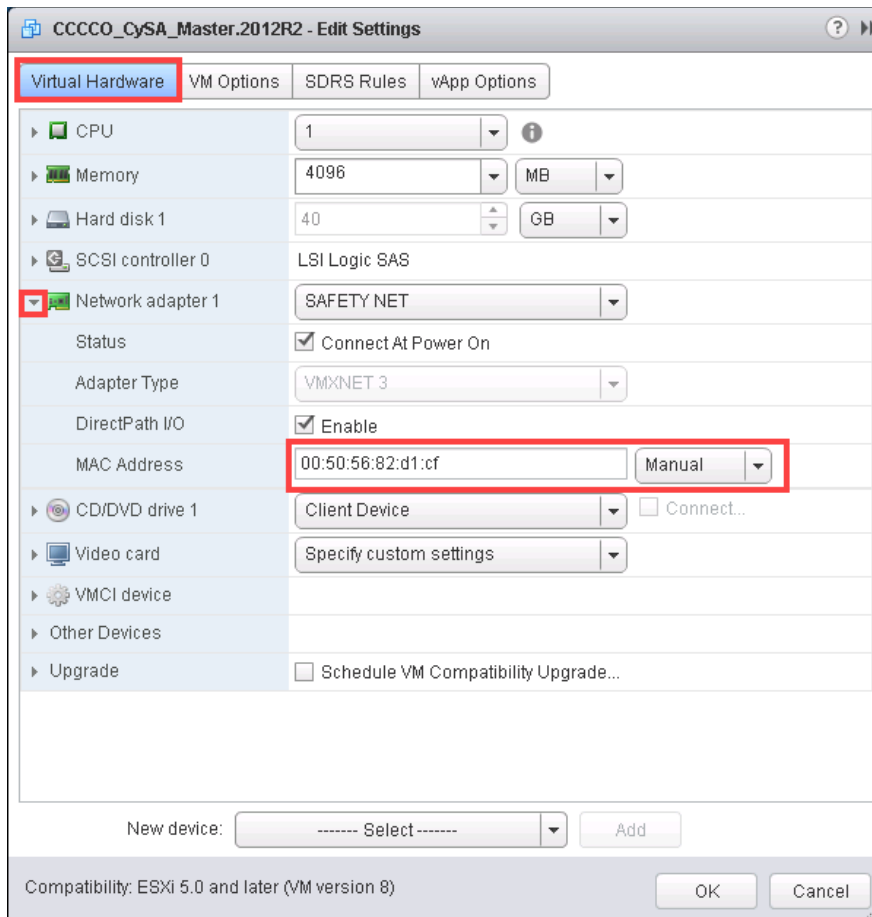 CCCCO_CySA_Master.2012R2 - Edit Settings
Virtual Hardware VM Options SDRS Rules vApp Options
CPU 1
Memory 4096 MB
Hard disk 1 40 GB
SCSI controller 0 LSI Logic SAS
Network adapter 1 SAFETY NET
Status Connect At Power On
Adapter Type VMXNET 3
DirectPath I/O Enable
MAC Address 00:50:56:82:d1:cf Manual
CD/DVD drive 1 Client Device Connect...
Video card Specify custom settings
VMCI device
Other Devices
Upgrade Schedule VM Compatibility Upgrade...
New device: ------- Select ------- Add
Compatibility: ESXi 5.0 and later (VM version 8) OK Cancel